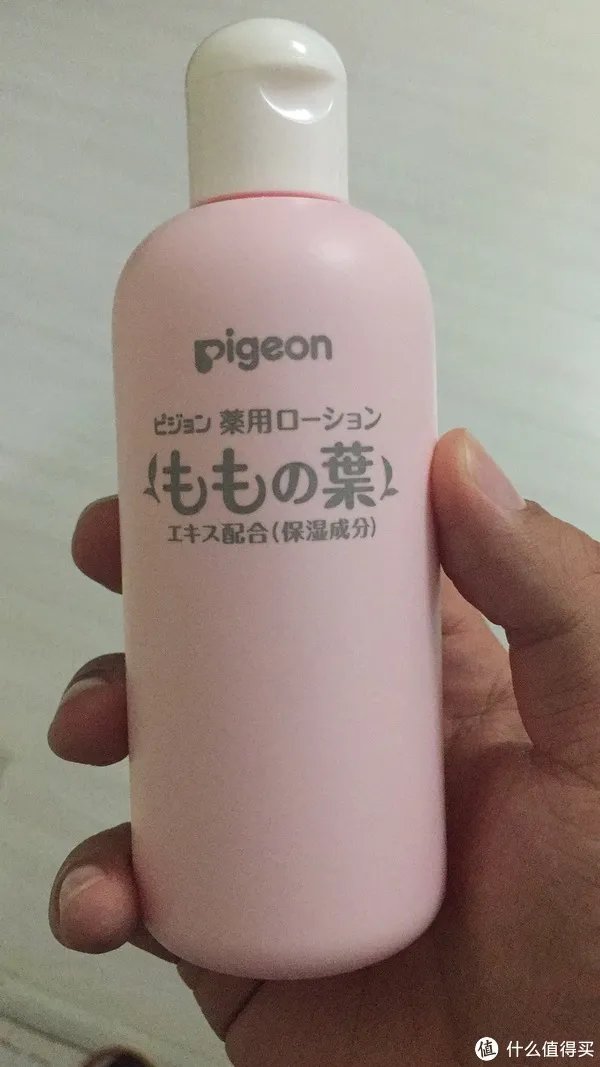 pigeon
ピジョン 薬用ローション
ももの葉
エキス配合(保湿成分)
值 什么值得买